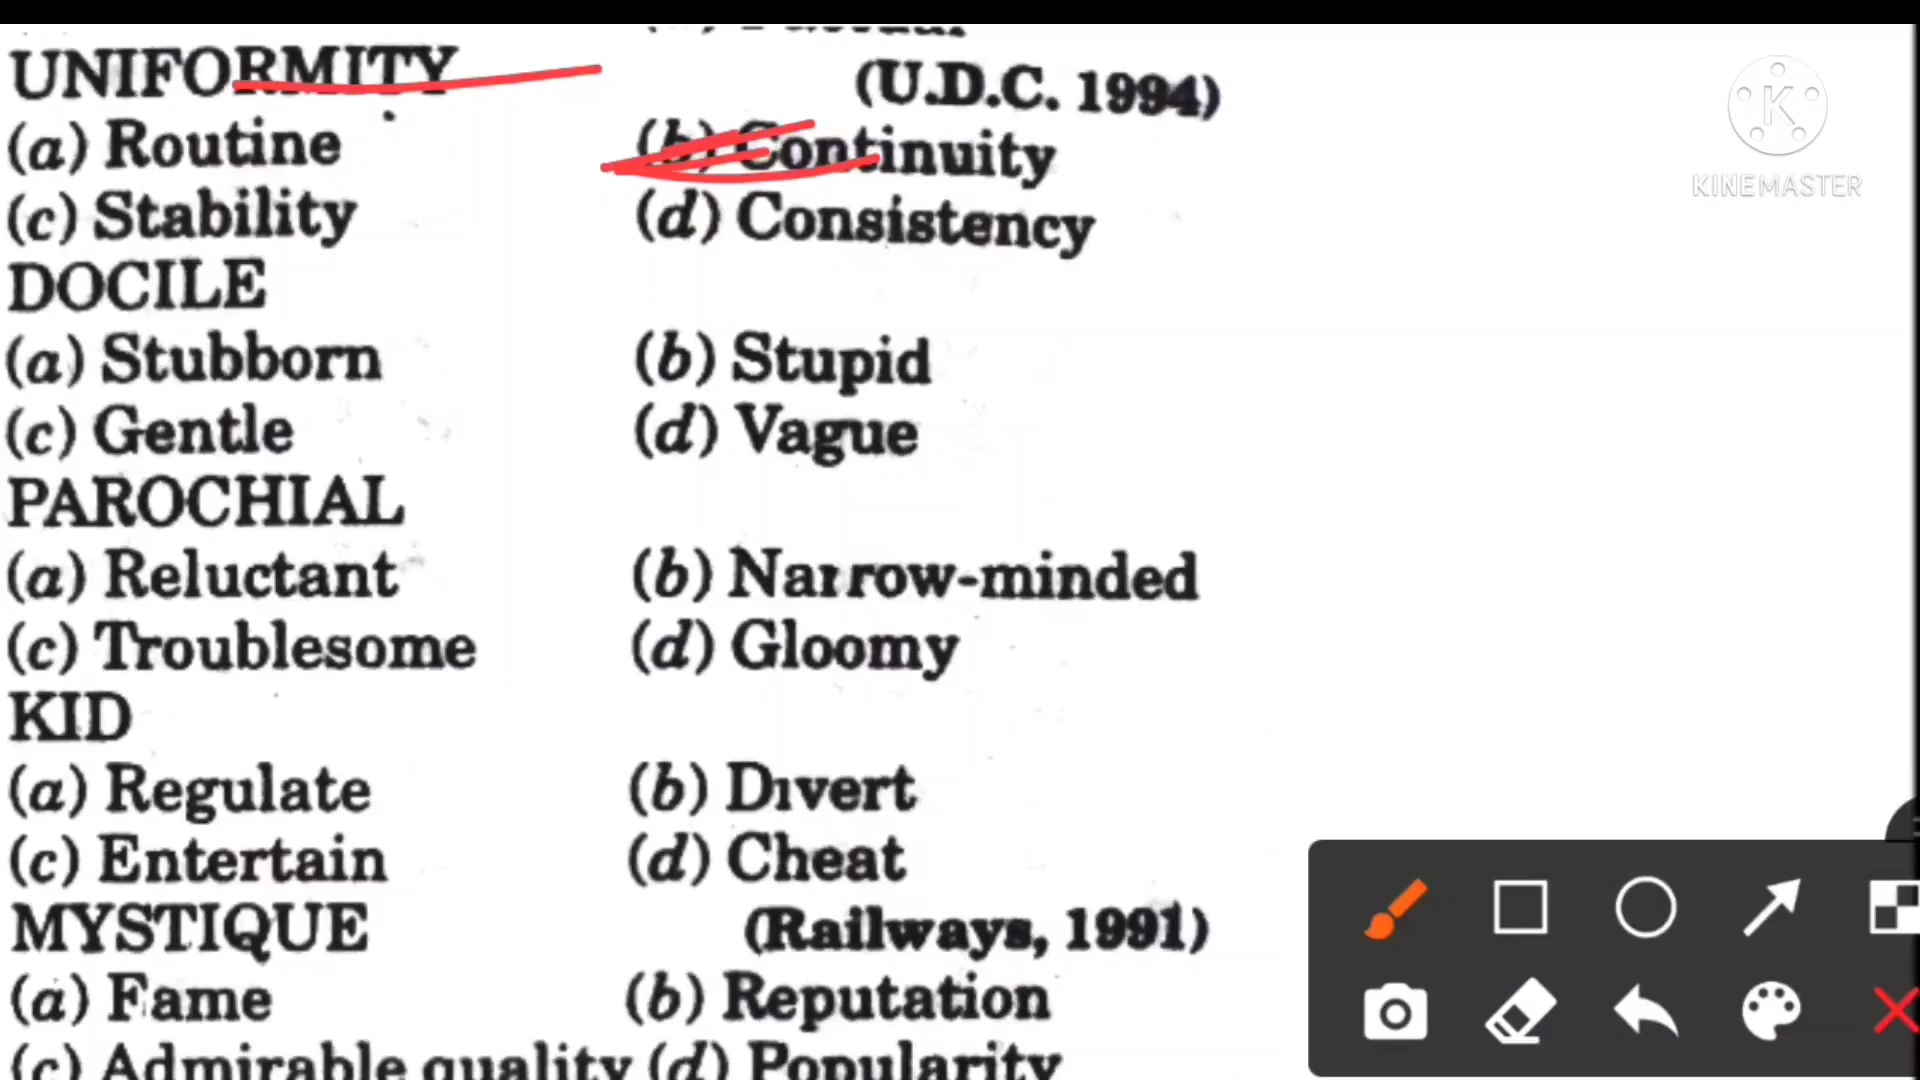 UNIFORMITY (U.D.C. 1994)
(a) Routine (b) Continuity
(c) Stability (d) Consistency
DOCILE
(a) Stubborn (b) Stupid
(c) Gentle (d) Vague
PAROCHIAL
(a) Reluctant (b) Narrow-minded
(c) Troublesome (d) Gloomy
KID
(a) Regulate (b) Divert
(c) Entertain (d) Cheat
MYSTIQUE (Railways, 1991)
(a) Fame (b) Reputation
(c) Admirable quality (d) Popularity
K
KINEMASTER